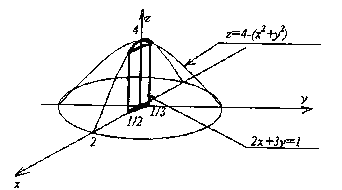 z
4
z=4-(x²+y²)
y
1/2
1/3
2
2x+3y=1
x